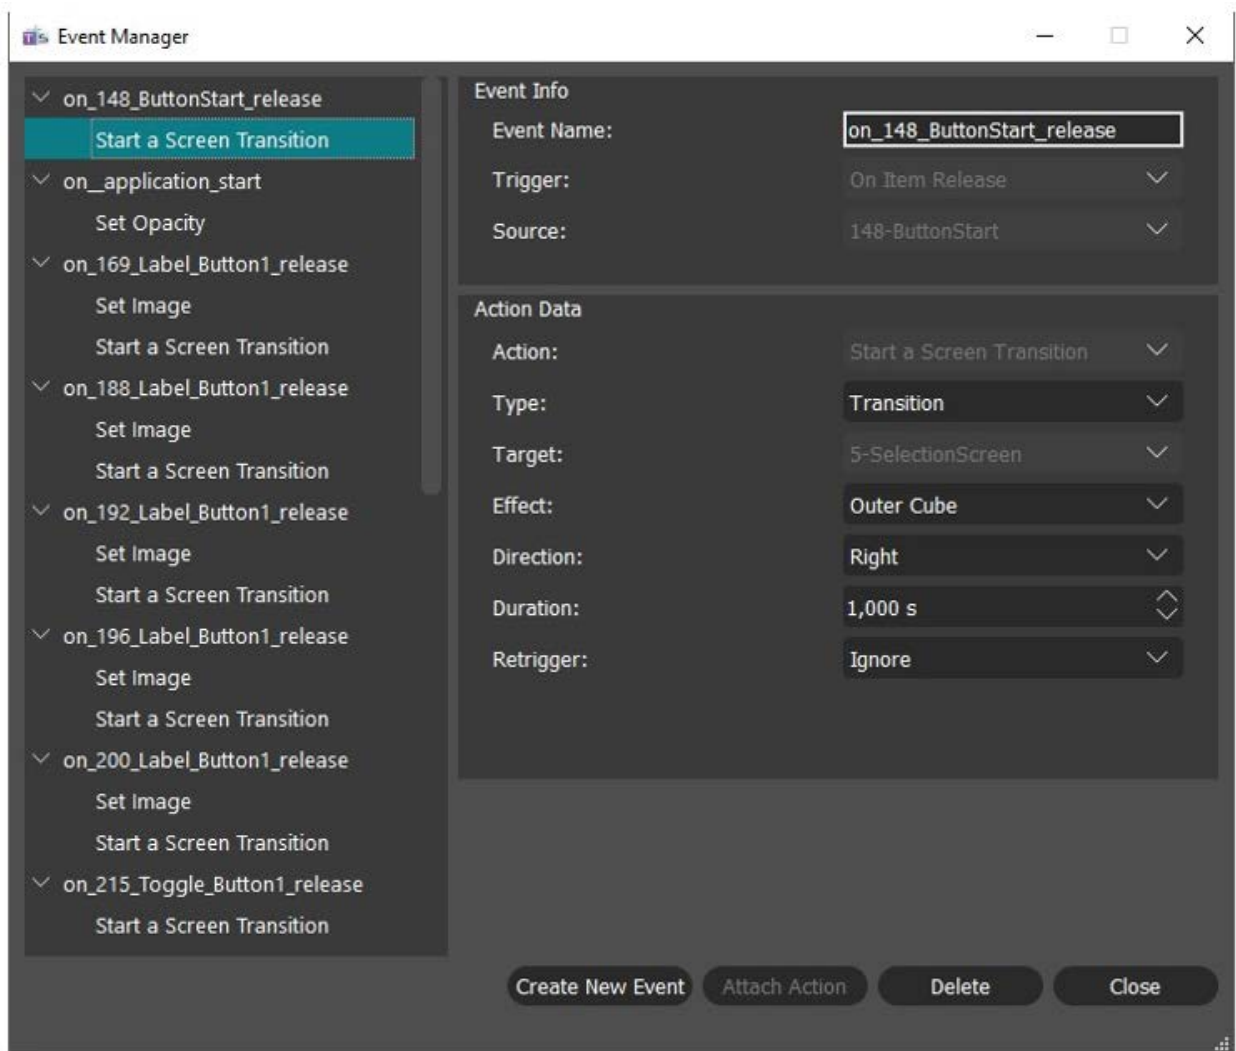 Event Manager
on_148_ButtonStart_release
Start a Screen Transition
on__application_start
Set Opacity
on_169_Label_Button1_release
Set Image
Start a Screen Transition
on_188_Label_Button1_release
Set Image
Start a Screen Transition
on_192_Label_Button1_release
Set Image
Start a Screen Transition
on_196_Label_Button1_release
Set Image
Start a Screen Transition
on_200_Label_Button1_release
Set Image
Start a Screen Transition
on_215_Toggle_Button1_release
Start a Screen Transition
Event Info
Event Name: on_148_ButtonStart_release
Trigger: On Item Release
Source: 148-ButtonStart
Action Data
Action: Start a Screen Transition
Type: Transition
Target: 5-SelectionScreen
Effect: Outer Cube
Direction: Right
Duration: 1,000 s
Retrigger: Ignore
Create New Event Attach Action Delete Close